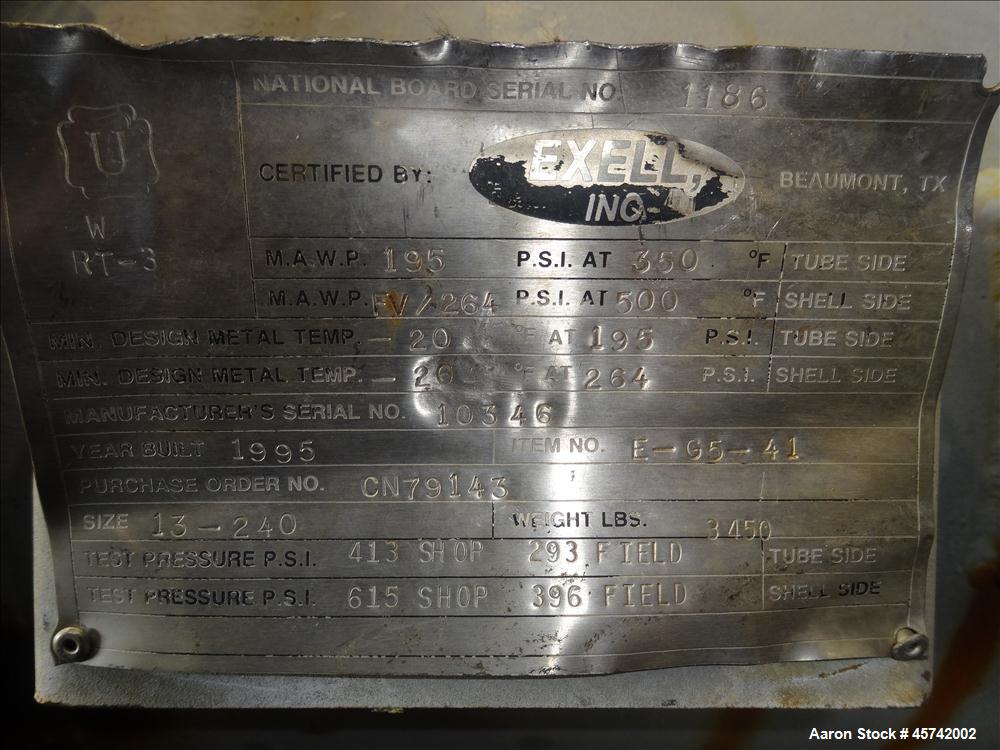 NATIONAL BOARD SERIAL NO. 1186
U
W
RT-3
CERTIFIED BY: EXELL, INC. BEAUMONT, TX
M.A.W.P. 195 P.S.I. AT 350 °F TUBE SIDE
M.A.W.P. FV/264 P.S.I. AT 500 °F SHELL SIDE
MIN. DESIGN METAL TEMP. -20 °F AT 195 P.S.I. TUBE SIDE
MIN. DESIGN METAL TEMP. -20 °F AT 264 P.S.I. SHELL SIDE
MANUFACTURER'S SERIAL NO. 10346
YEAR BUILT 1995 ITEM NO. E-G5-41
PURCHASE ORDER NO. CN79143
SIZE 13-240 WEIGHT LBS. 3450
TEST PRESSURE P.S.I. 413 SHOP 293 FIELD TUBE SIDE
TEST PRESSURE P.S.I. 615 SHOP 396 FIELD SHELL SIDE
Aaron Stock # 45742002